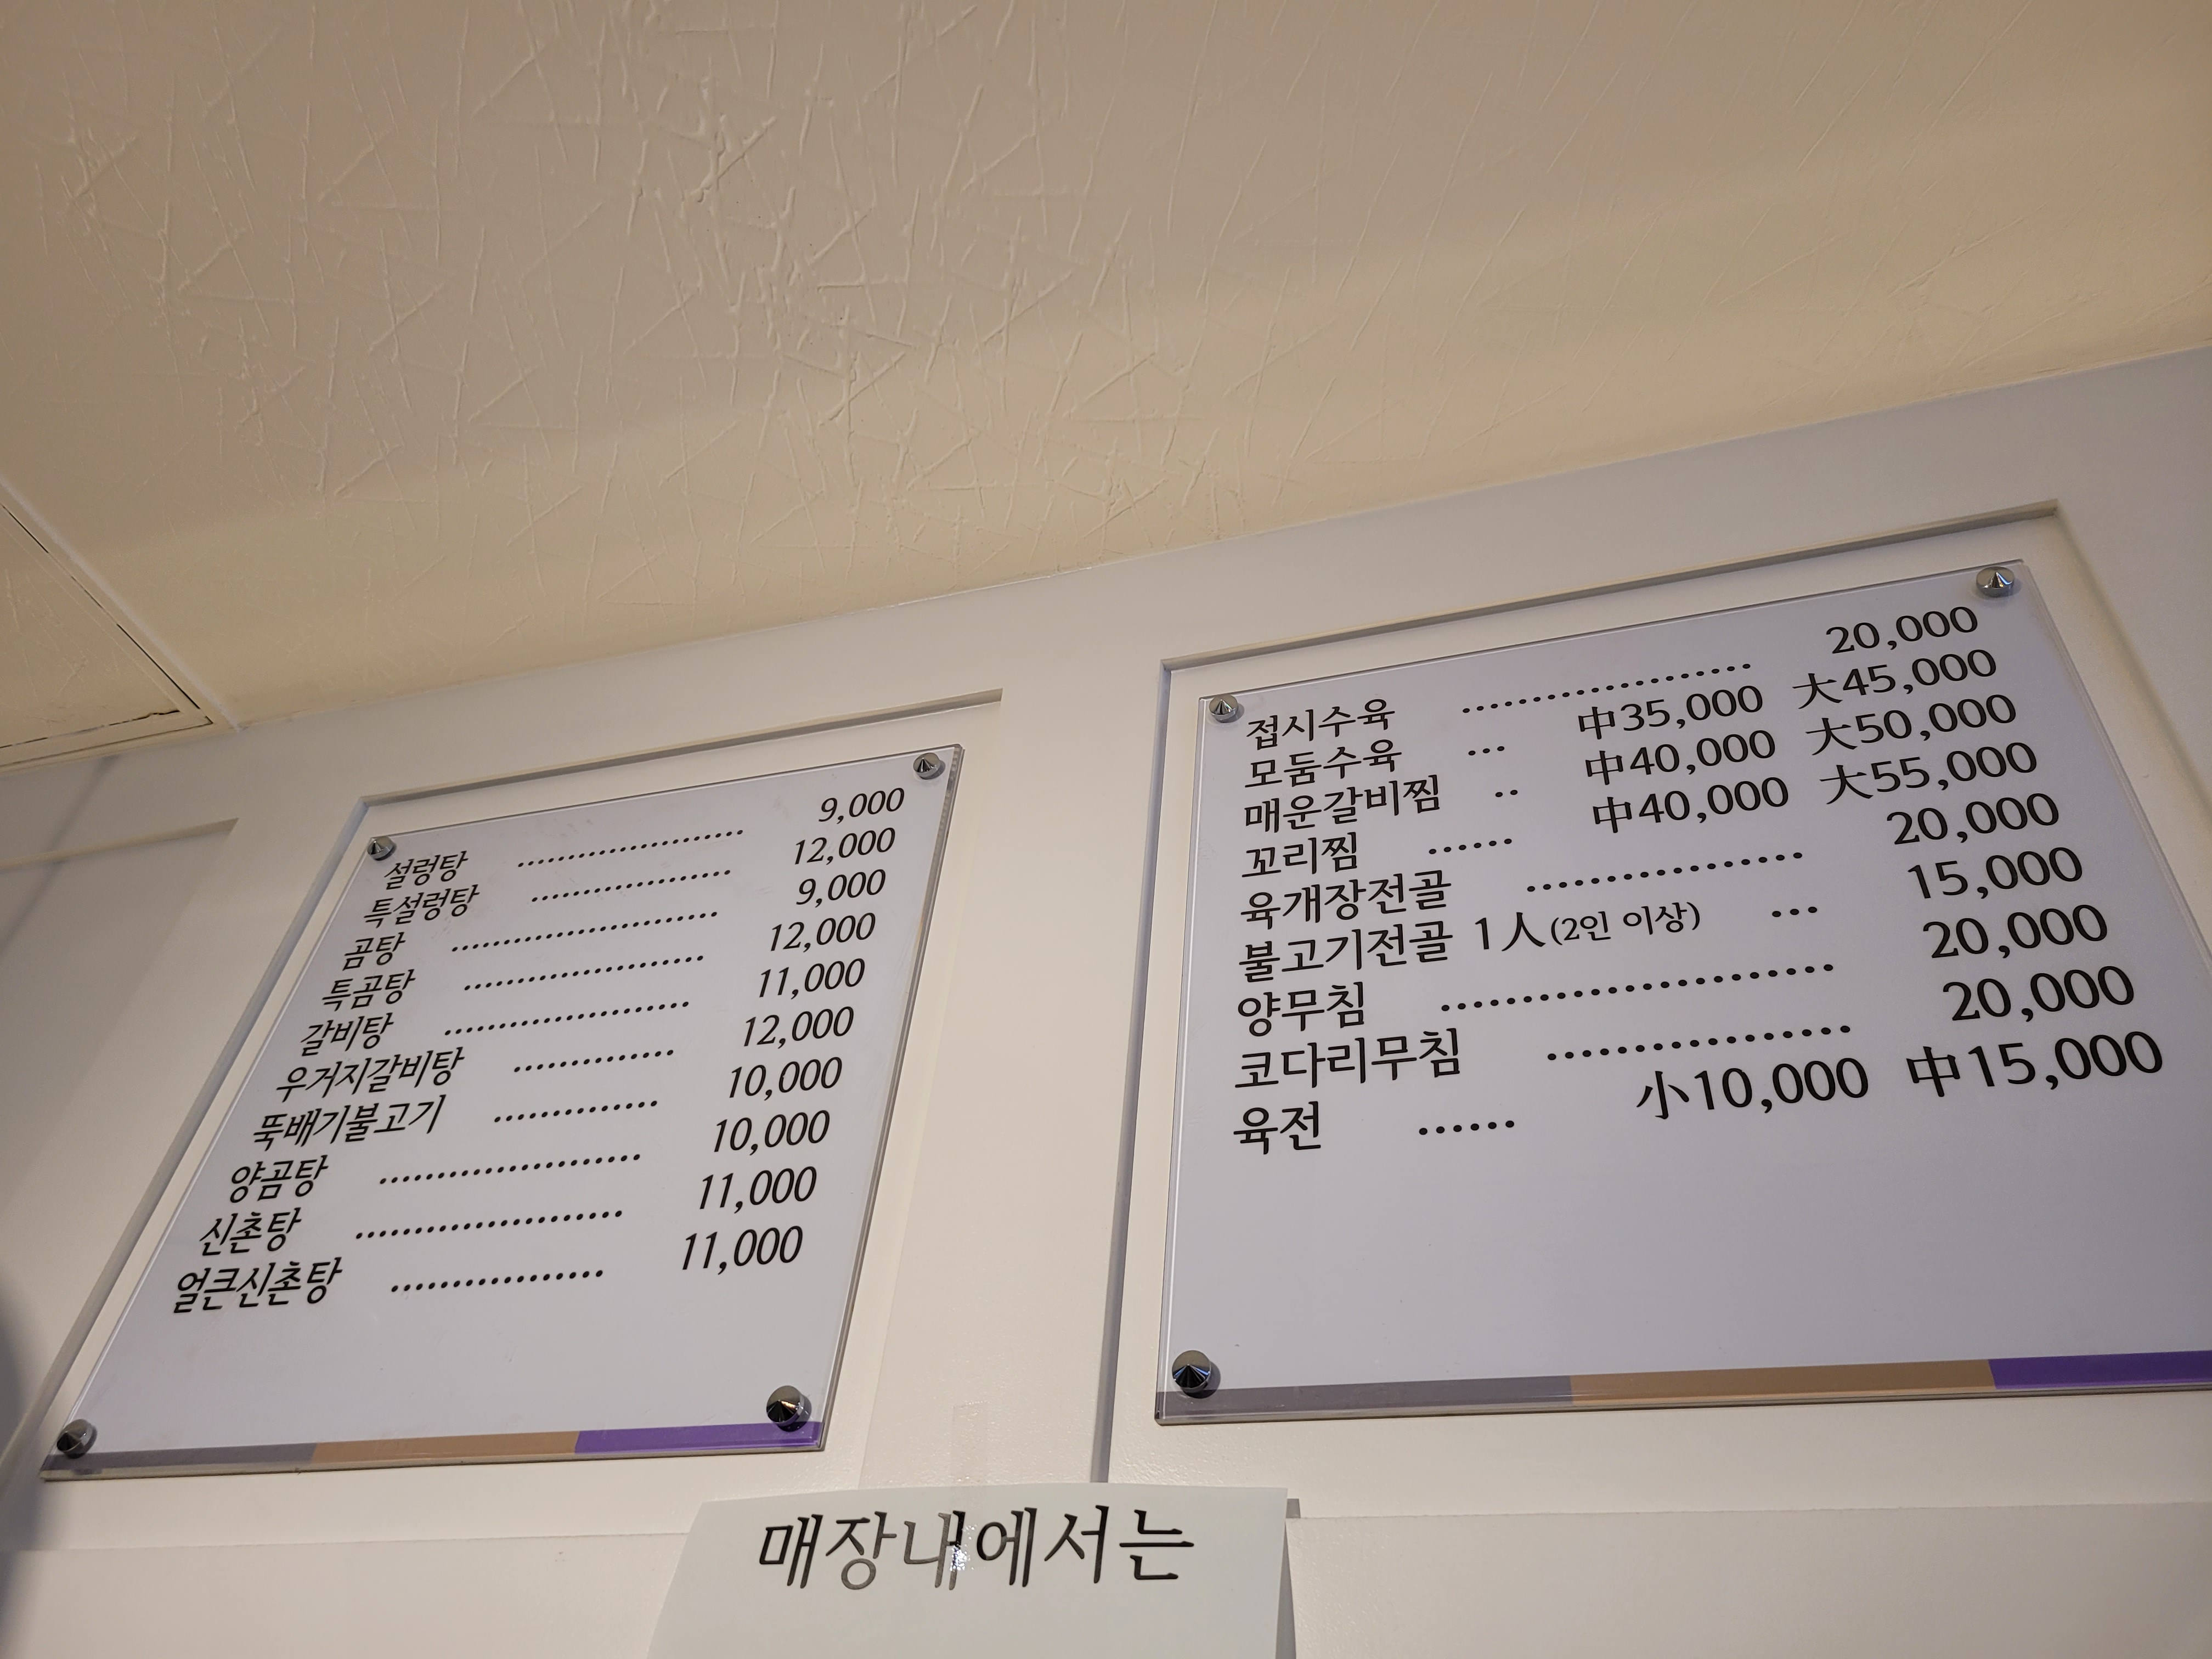 설렁탕 ...................... 9,000
특설렁탕 ................... 12,000
곰탕 ......................... 9,000
특곰탕 ....................... 12,000
갈비탕 ....................... 11,000
우거지갈비탕 ............... 12,000
뚝배기불고기 ............... 10,000
양곰탕 ........................ 10,000
신촌탕 ........................ 11,000
얼큰신촌탕 .................. 11,000
접시수육 ..................... 20,000
모둠수육 ... 中35,000 大45,000
매운갈비찜 .. 中40,000 大50,000
꼬리찜 ...... 中40,000 大55,000
육개장전골 .................. 20,000
불고기전골 1人(2인 이상) ... 15,000
양무침 ......................... 20,000
코다리무침 .................. 20,000
육전 ...... 小10,000 中15,000
매장내에서는